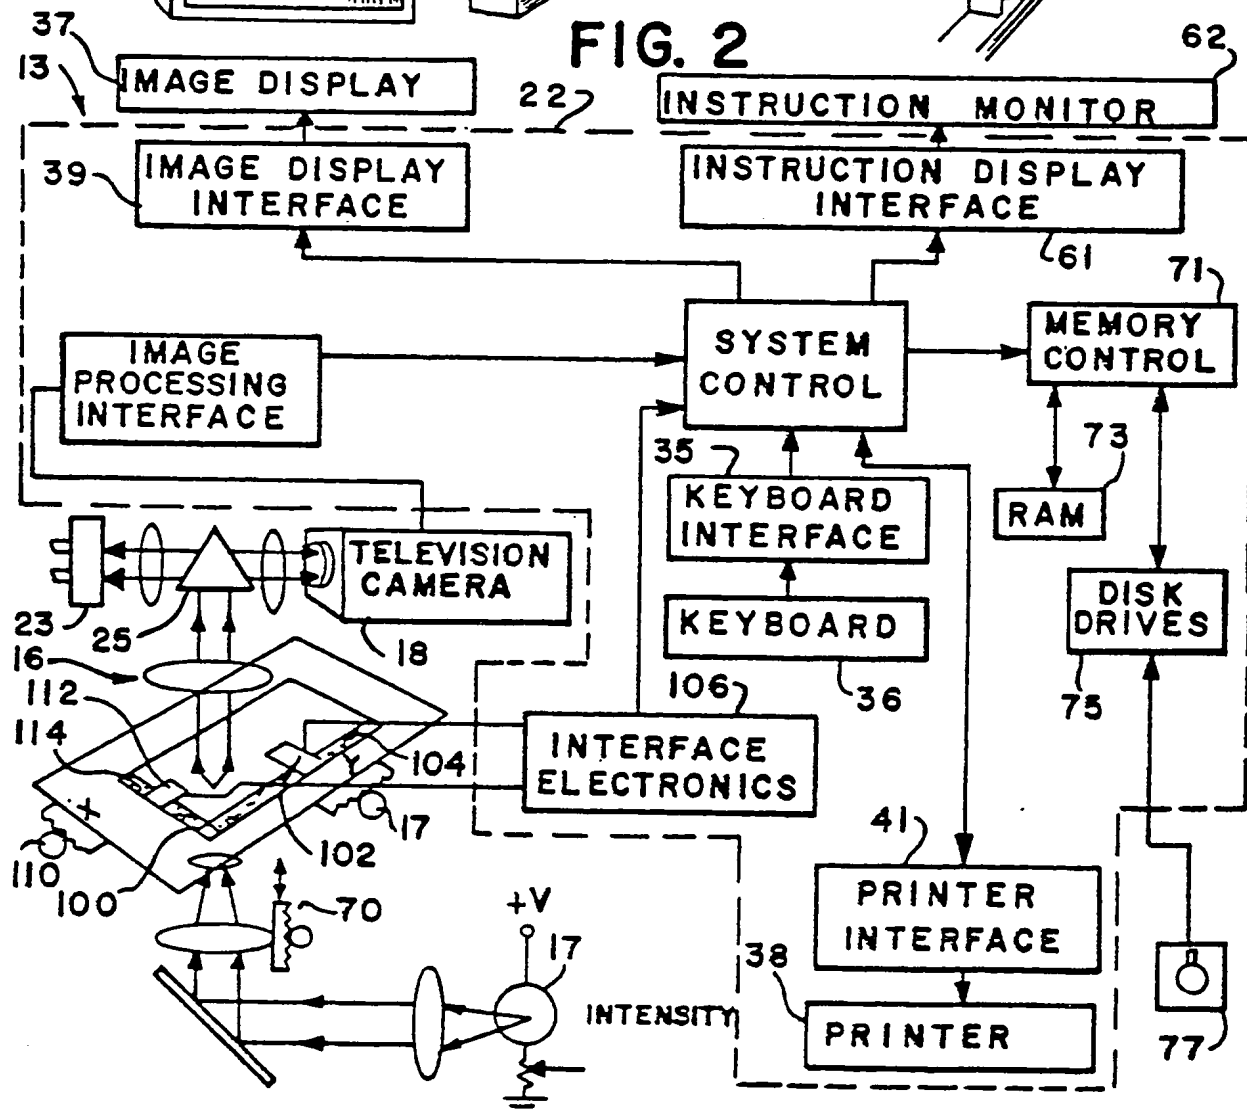 FIG. 2
37
13
IMAGE DISPLAY
22
62
INSTRUCTION MONITOR
39
IMAGE DISPLAY
INTERFACE
INSTRUCTION DISPLAY
INTERFACE
61
71
IMAGE
PROCESSING
INTERFACE
SYSTEM
CONTROL
MEMORY
CONTROL
35
73
KEYBOARD
INTERFACE
RAM
TELEVISION
CAMERA
23
25
18
KEYBOARD
36
DISK
DRIVES
75
16
112
114
106
104
INTERFACE
ELECTRONICS
X
Y
17
110
100
102
41
70
+V
17
PRINTER
INTERFACE
INTENSITY
38
PRINTER
77